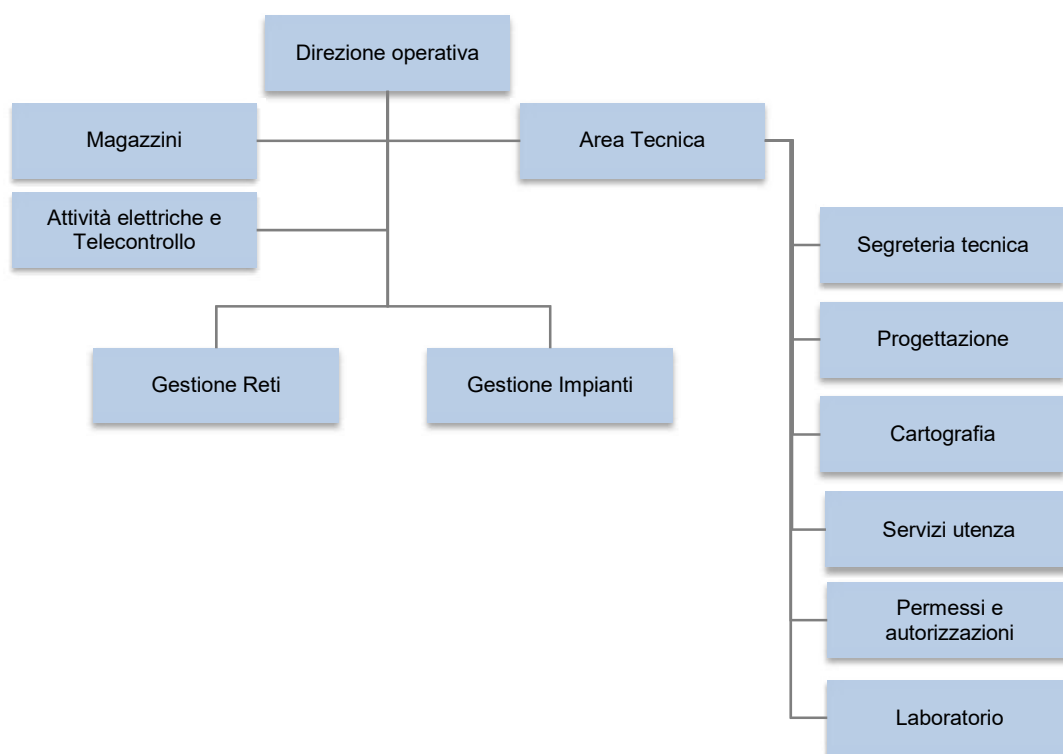 Direzione operativa
Magazzini
Area Tecnica
Attività elettriche e
Telecontrollo
Segreteria tecnica
Progettazione
Gestione Reti
Gestione Impianti
Cartografia
Servizi utenza
Permessi e
autorizzazioni
Laboratorio